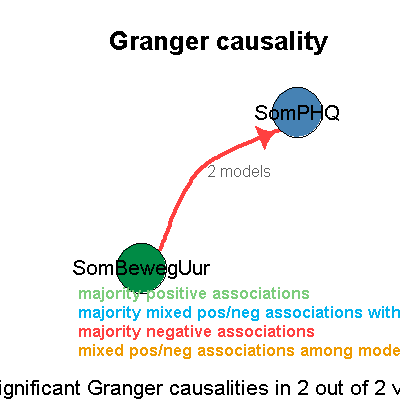 Granger causality
SomPHQ
2 models
SomBewegUur
majority positive associations
majority mixed pos/neg associations with
majority negative associations
mixed pos/neg associations among mode
ignificant Granger causalities in 2 out of 2 v